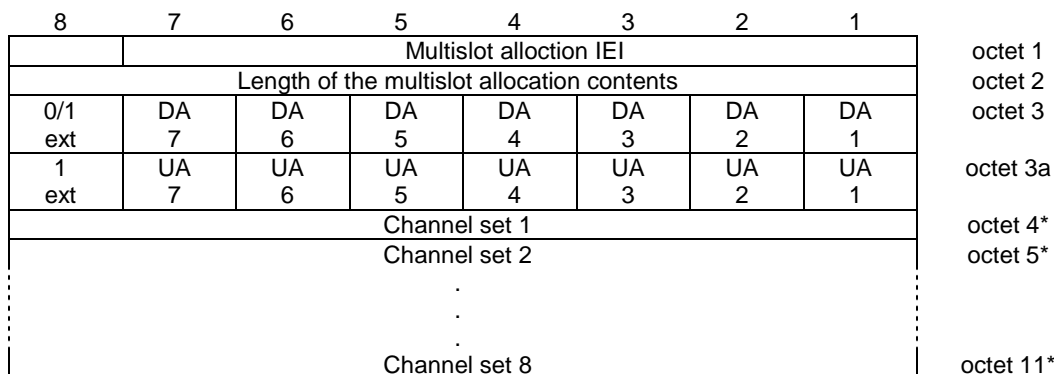 8 7 6 5 4 3 2 1
Multislot alloction IEI octet 1
Length of the multislot allocation contents octet 2
0/1 DA DA DA DA DA DA DA octet 3
ext 7 6 5 4 3 2 1
1 UA UA UA UA UA UA UA octet 3a
ext 7 6 5 4 3 2 1
Channel set 1 octet 4*
Channel set 2 octet 5*
.
.
.
Channel set 8 octet 11*